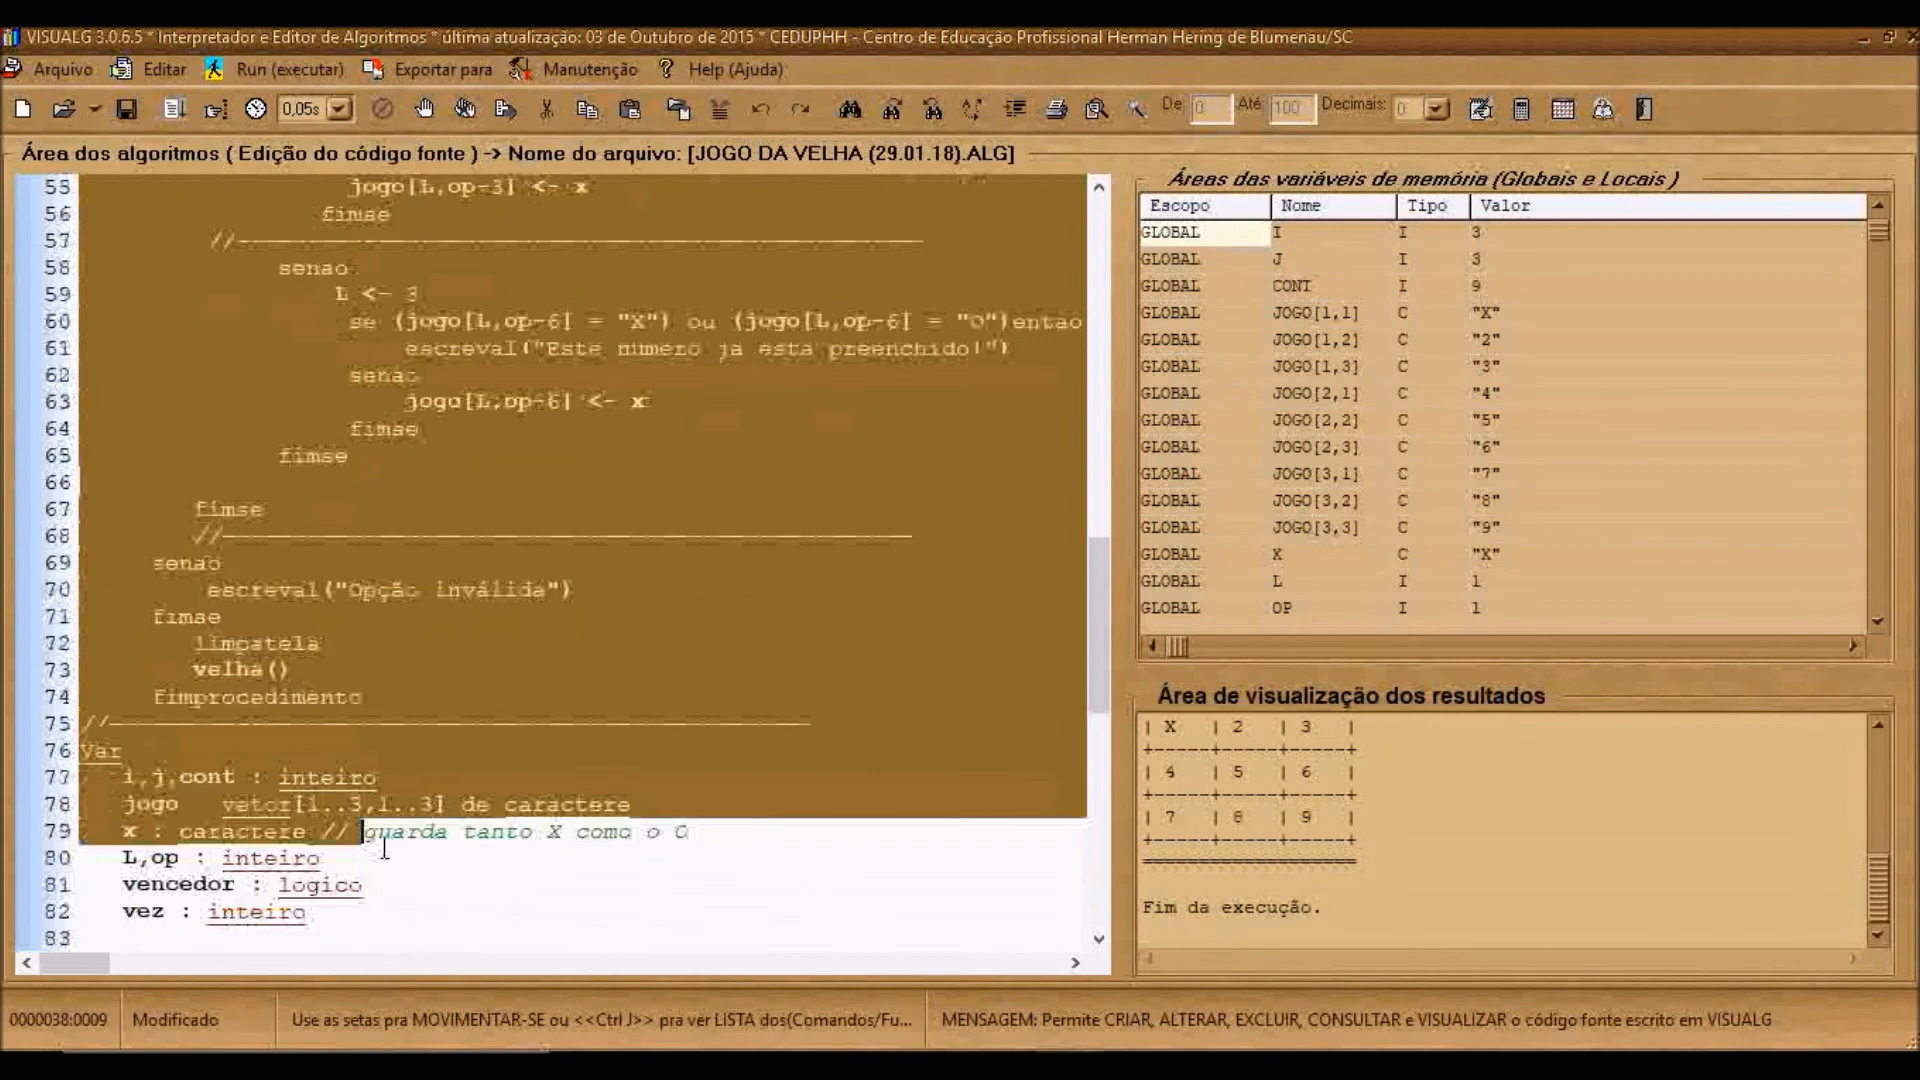 VISUALG 3.0.6.5 * Interpretador e Editor de Algoritmos * última atualização: 03 de Outubro de 2015 * CEDUPHH - Centro de Educação Profissional Herman Hering de Blumenau/SC
Arquivo Editar Run (executar) Exportar para Manutenção Help (Ajuda)
0,05s De: 0 Até: 100 Decimais: 0
Área dos algoritmos ( Edição do código fonte ) -> Nome do arquivo: [JOGO DA VELHA (29.01.18).ALG]
55 jogo[L,op-3] <- x
56 fimse
57 //-----------------------------------------------
58 senao
59 L <- 3
60 se (jogo[L,op-6] = "X") ou (jogo[L,op-6] = "O")entao
61 escreval("Este numero ja esta preenchido!")
62 senao
63 jogo[L,op-6] <- x
64 fimse
65 fimse
66
67 fimse
68 //-----------------------------------------------
69 senao
70 escreval("Opção inválida")
71 fimse
72 limpatela
73 velha()
74 fimprocedimento
75 //-----------------------------------------------
76 Var
77 i,j,cont : inteiro
78 jogo vetor[1..3,1..3] de caractere
79 x : caractere // guarda tanto X como o O
80 L,op : inteiro
81 vencedor : logico
82 vez : inteiro
83
Áreas das variáveis de memória (Globais e Locais )
Escopo Nome Tipo Valor
GLOBAL I I 3
GLOBAL J I 3
GLOBAL CONT I 9
GLOBAL JOGO[1,1] C "X"
GLOBAL JOGO[1,2] C "2"
GLOBAL JOGO[1,3] C "3"
GLOBAL JOGO[2,1] C "4"
GLOBAL JOGO[2,2] C "5"
GLOBAL JOGO[2,3] C "6"
GLOBAL JOGO[3,1] C "7"
GLOBAL JOGO[3,2] C "8"
GLOBAL JOGO[3,3] C "9"
GLOBAL X C "X"
GLOBAL L I 1
GLOBAL OP I 1
Área de visualização dos resultados
| X | 2 | 3 |
+-----+-----+-----+
| 4 | 5 | 6 |
+-----+-----+-----+
| 7 | 8 | 9 |
+-----+-----+-----+
===================
Fim da execução.
0000038:0009 Modificado Use as setas pra MOVIMENTAR-SE ou <<Ctrl J>> pra ver LISTA dos(Comandos/Fu... MENSAGEM: Permite CRIAR, ALTERAR, EXCLUIR, CONSULTAR e VISUALIZAR o código fonte escrito em VISUALG